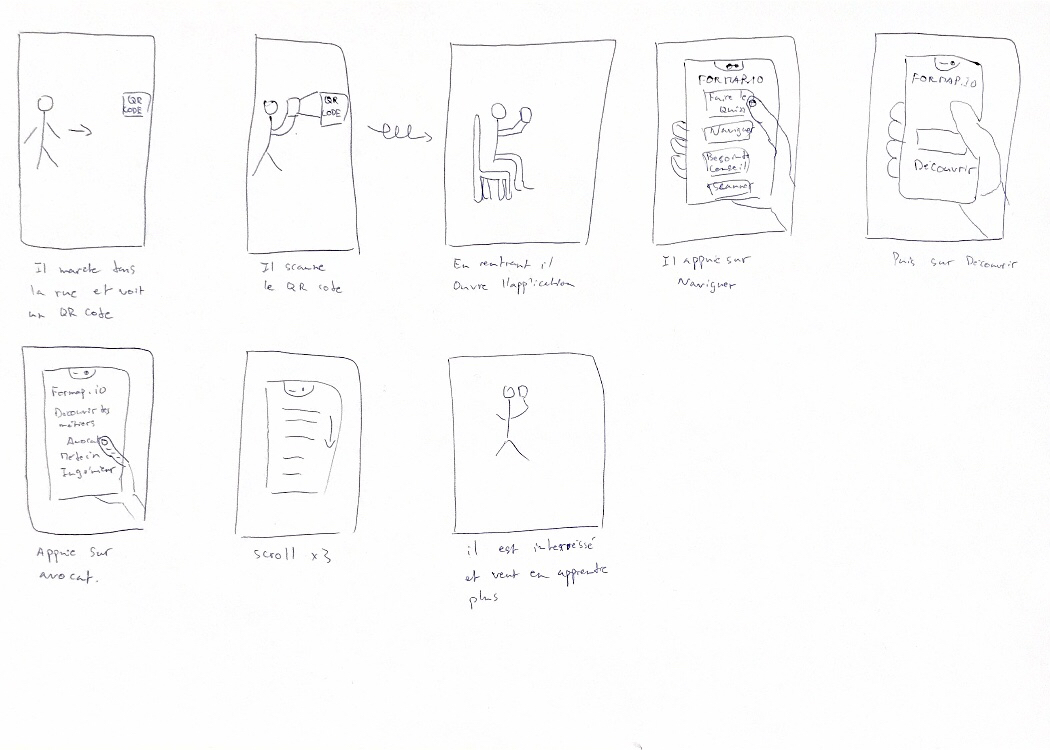 QR
CODE
Il marche dans
la rue et voit
un QR code
QR
CODE
Il scanne
le QR code
En rentrant il
Ouvre l'application
FORMAP.IO
Faire le
Quiz
Naviguer
Besoin de
Conseil
Scanner
Il appuie sur
Naviguer
FORMAP.IO
Découvrir
Puis sur Découvrir
Formap.io
Découvrir des
métiers
Avocat
Médecin
Ingénieur
Appuie sur
avocat.
scroll x3
il est interressé
et veut en apprendre
plus